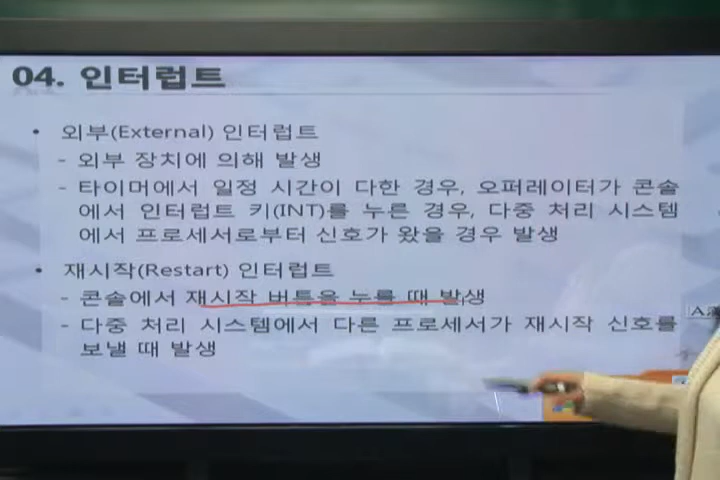 04. 인터럽트
• 외부(External) 인터럽트
- 외부 장치에 의해 발생
- 타이머에서 일정 시간이 다한 경우, 오퍼레이터가 콘솔
에서 인터럽트 키(INT)를 누른 경우, 다중 처리 시스템
에서 프로세서로부터 신호가 왔을 경우 발생
• 재시작(Restart) 인터럽트
- 콘솔에서 재시작 버튼을 누를 때 발생
- 다중 처리 시스템에서 다른 프로세서가 재시작 신호를
보낼 때 발생